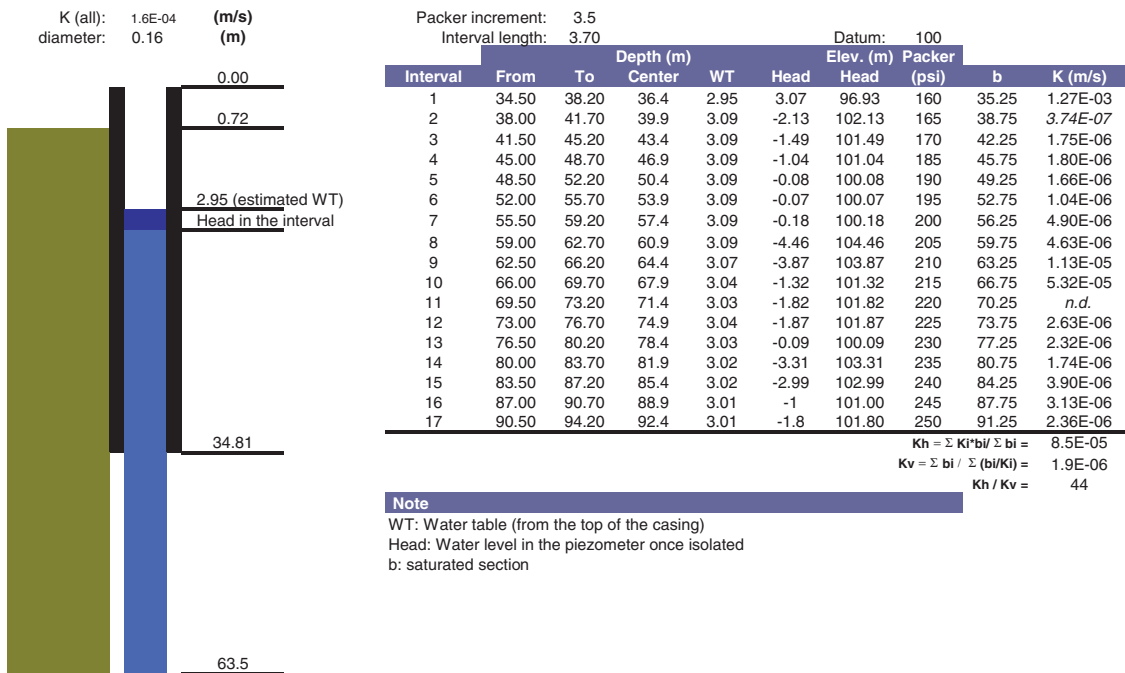 K (all): 1.6E-04 (m/s)
diameter: 0.16 (m)
0.00
0.72
2.95 (estimated WT)
Head in the interval
34.81
63.5
Packer increment: 3.5
Interval length: 3.70 Datum: 100
Depth (m) Elev. (m) Packer
Interval From To Center WT Head Head (psi) b K (m/s)
1 34.50 38.20 36.4 2.95 3.07 96.93 160 35.25 1.27E-03
2 38.00 41.70 39.9 3.09 -2.13 102.13 165 38.75 3.74E-07
3 41.50 45.20 43.4 3.09 -1.49 101.49 170 42.25 1.75E-06
4 45.00 48.70 46.9 3.09 -1.04 101.04 185 45.75 1.80E-06
5 48.50 52.20 50.4 3.09 -0.08 100.08 190 49.25 1.66E-06
6 52.00 55.70 53.9 3.09 -0.07 100.07 195 52.75 1.04E-06
7 55.50 59.20 57.4 3.09 -0.18 100.18 200 56.25 4.90E-06
8 59.00 62.70 60.9 3.09 -4.46 104.46 205 59.75 4.63E-06
9 62.50 66.20 64.4 3.07 -3.87 103.87 210 63.25 1.13E-05
10 66.00 69.70 67.9 3.04 -1.32 101.32 215 66.75 5.32E-05
11 69.50 73.20 71.4 3.03 -1.82 101.82 220 70.25 n.d.
12 73.00 76.70 74.9 3.04 -1.87 101.87 225 73.75 2.63E-06
13 76.50 80.20 78.4 3.03 -0.09 100.09 230 77.25 2.32E-06
14 80.00 83.70 81.9 3.02 -3.31 103.31 235 80.75 1.74E-06
15 83.50 87.20 85.4 3.02 -2.99 102.99 240 84.25 3.90E-06
16 87.00 90.70 88.9 3.01 -1 101.00 245 87.75 3.13E-06
17 90.50 94.20 92.4 3.01 -1.8 101.80 250 91.25 2.36E-06
Kh = Σ Ki*bi/ Σ bi = 8.5E-05
Kv = Σ bi / Σ (bi/Ki) = 1.9E-06
Kh / Kv = 44
Note
WT: Water table (from the top of the casing)
Head: Water level in the piezometer once isolated
b: saturated section